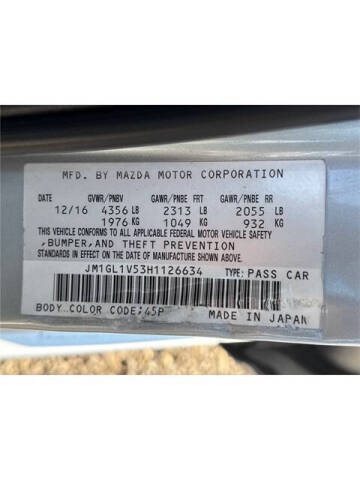 MFD. BY MAZDA MOTOR CORPORATION
DATE GVWR/PNBV GAWR/PNBE FRT GAWR/PNBE RR
12/16 4356 LB 2313 LB 2055 LB
1976 KG 1049 KG 932 KG
THIS VEHICLE CONFORMS TO ALL APPLICABLE FEDERAL MOTOR VEHICLE SAFETY
,BUMPER,AND THEFT PREVENTION
STANDARDS IN EFFECT ON THE DATE OF MANUFACTURE SHOWN ABOVE.
JM1GL1V53H1126634 TYPE: PASS CAR
BODY COLOR CODE:45P MADE IN JAPAN